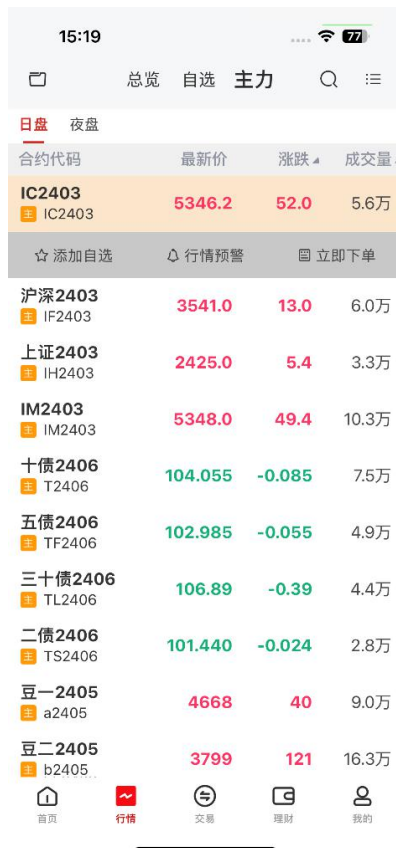 15:19
77
总览 自选 主力
日盘 夜盘
合约代码 最新价 涨跌 成交量
IC2403 5346.2 52.0 5.6万
主 IC2403
添加自选 行情预警 立即下单
沪深2403 3541.0 13.0 6.0万
主 IF2403
上证2403 2425.0 5.4 3.3万
主 IH2403
IM2403 5348.0 49.4 10.3万
主 IM2403
十债2406 104.055 -0.085 7.5万
主 T2406
五债2406 102.985 -0.055 4.9万
主 TF2406
三十债2406 106.89 -0.39 4.4万
主 TL2406
二债2406 101.440 -0.024 2.8万
主 TS2406
豆一2405 4668 40 9.0万
主 a2405
豆二2405 3799 121 16.3万
主 b2405
首页 行情 交易 理财 我的